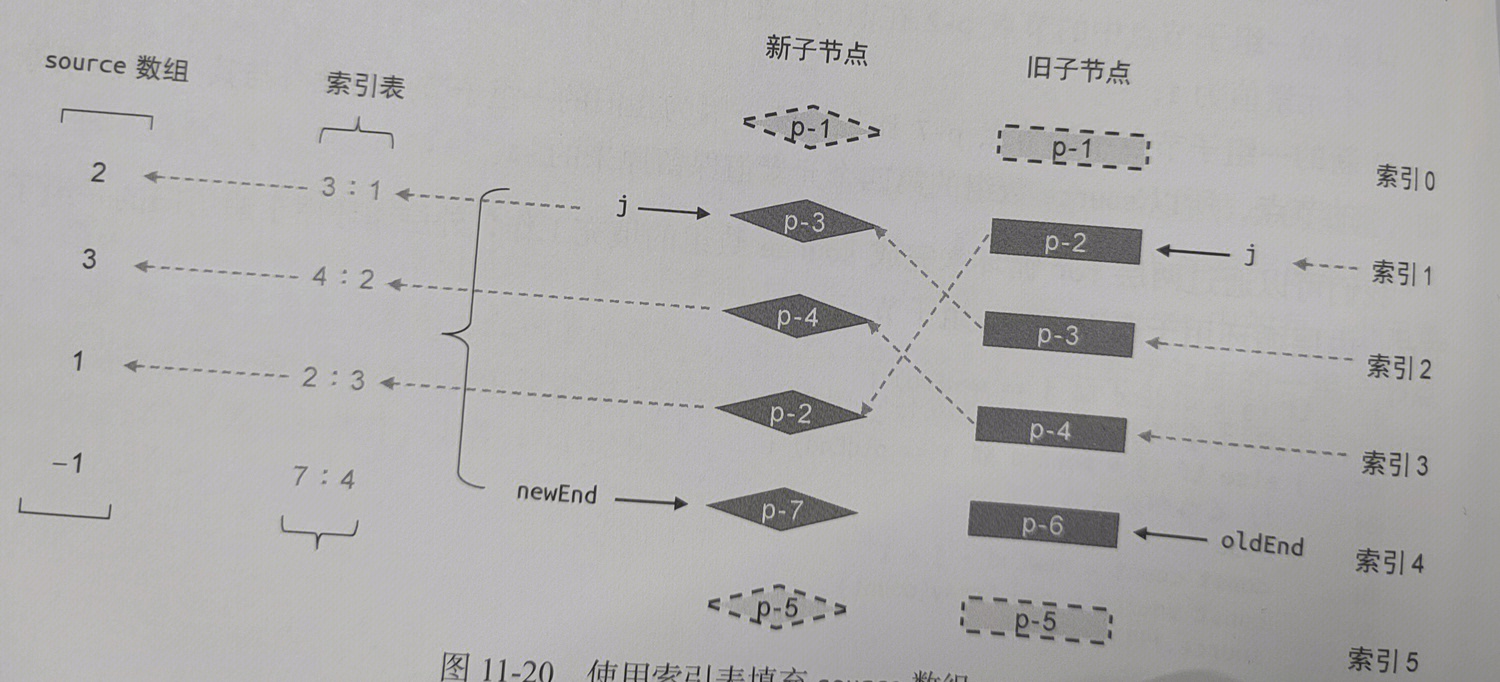 source 数组 索引表 新子节点 旧子节点
p-1 p-1 索引0
2 3 : 1 j p-3 p-2 j 索引1
3 4 : 2 p-4 p-3 索引2
1 2 : 3 p-2 p-4 索引3
−1 7 : 4 newEnd p-7 p-6 oldEnd 索引4
p-5 p-5 索引5
图 11-20 使用索引表填充 source 数组